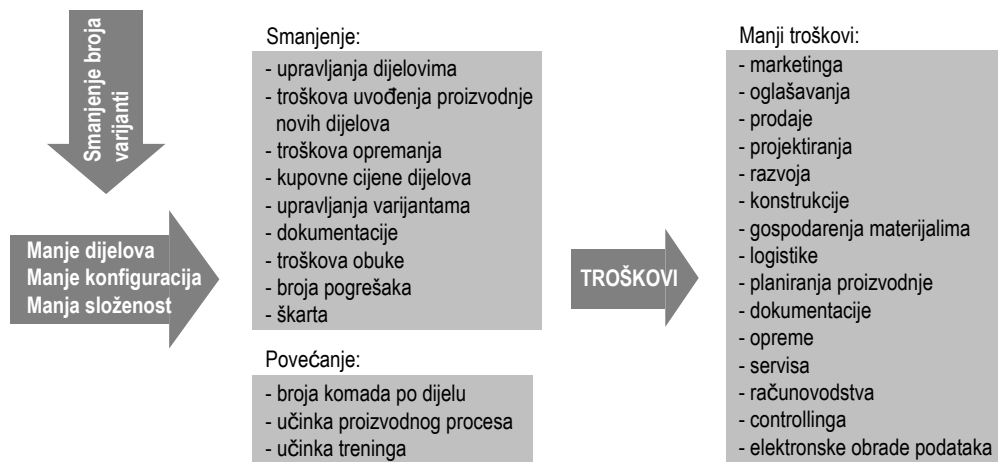 Smanjenje broja
varijanti
Manje dijelova
Manje konfiguracija
Manja složenost
Smanjenje:
- upravljanja dijelovima
- troškova uvođenja proizvodnje
novih dijelova
- troškova opremanja
- kupovne cijene dijelova
- upravljanja varijantama
- dokumentacije
- troškova obuke
- broja pogrešaka
- škarta
Povećanje:
- broja komada po dijelu
- učinka proizvodnog procesa
- učinka treninga
TROŠKOVI
Manji troškovi:
- marketinga
- oglašavanja
- prodaje
- projektiranja
- razvoja
- konstrukcije
- gospodarenja materijalima
- logistike
- planiranja proizvodnje
- dokumentacije
- opreme
- servisa
- računovodstva
- controllinga
- elektronske obrade podataka